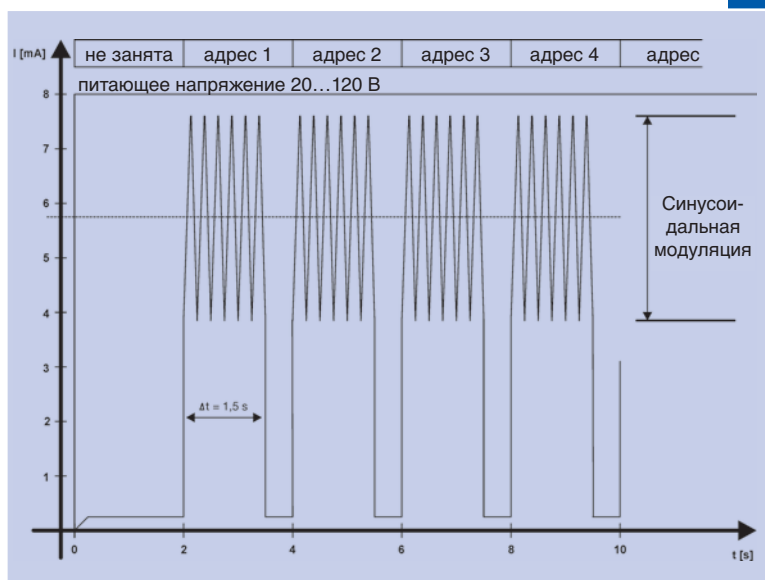 I [mA]
не занята адрес 1 адрес 2 адрес 3 адрес 4 адрес
питающее напряжение 20...120 В
8
7
6
Синусои-
дальная
модуляция
5
4
3
Δt = 1,5 s
2
1
0 2 4 6 8 10
t [s]